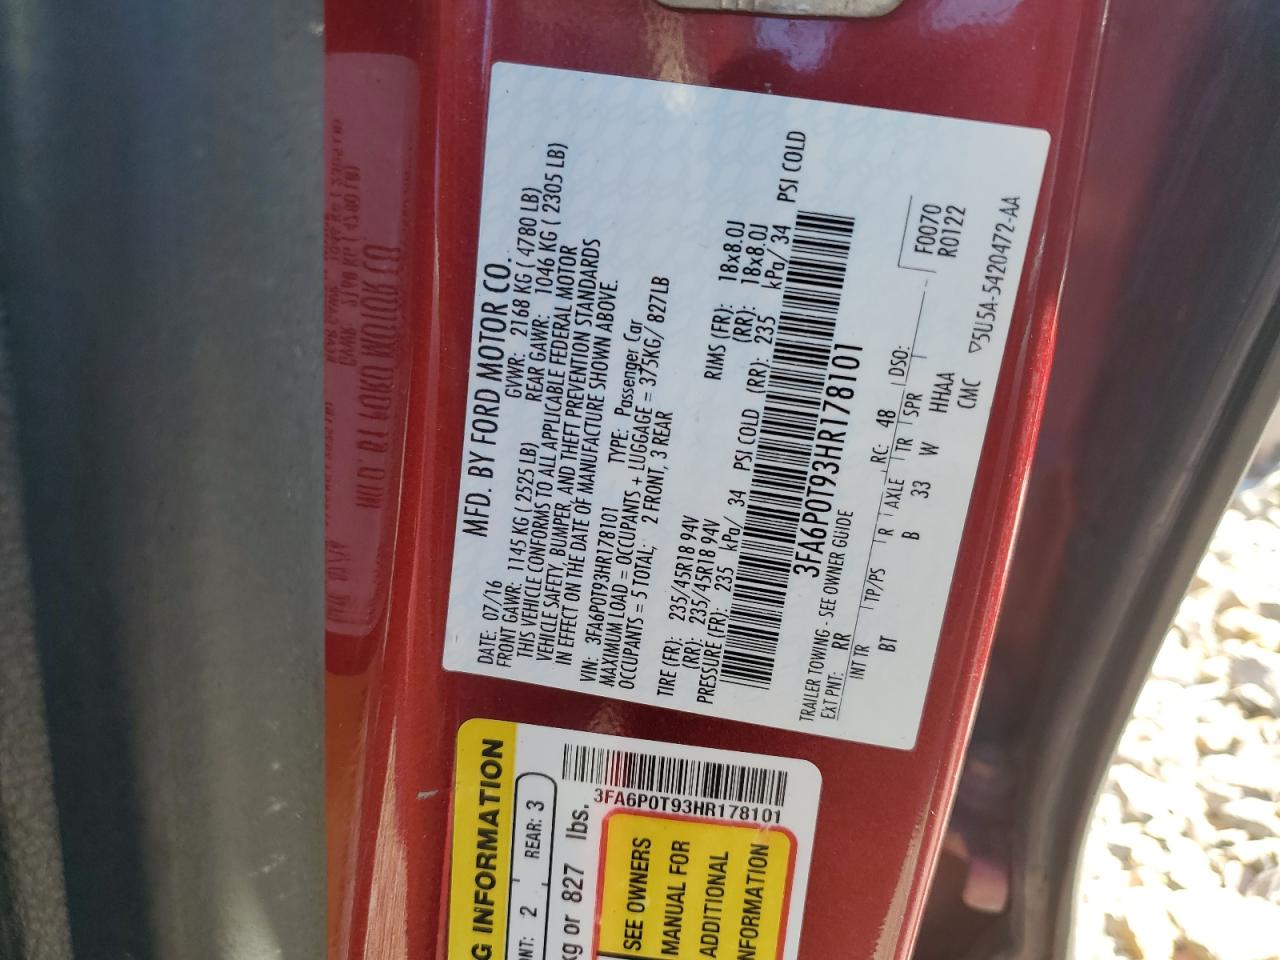 MFD. BY FORD MOTOR CO.
DATE: 07/16 GVWR: 2168 KG ( 4780 LB)
FRONT GAWR: 1145 KG ( 2525 LB) REAR GAWR: 1046 KG ( 2305 LB)
THIS VEHICLE CONFORMS TO ALL APPLICABLE FEDERAL MOTOR
VEHICLE SAFETY, BUMPER, AND THEFT PREVENTION STANDARDS
IN EFFECT ON THE DATE OF MANUFACTURE SHOWN ABOVE.
VIN: 3FA6P0T93HR178101 TYPE: Passenger Car
MAXIMUM LOAD = OCCUPANTS + LUGGAGE = 375KG/ 827LB
OCCUPANTS = 5 TOTAL; 2 FRONT, 3 REAR
TIRE (FR): 235/45R18 94V RIMS (FR): 18x8.0J
(RR): 235/45R18 94V (RR): 18x8.0J
PRESSURE (FR): 235 kPa/ 34 PSI COLD (RR): 235 kPa/ 34 PSI COLD
3FA6P0T93HR178101
TRAILER TOWING - SEE OWNER GUIDE
EXT PNT: RR RC: 48 DSO: F0070
R0122
INT TR TP/PS R AXLE TR SPR
BT B 33 W HHAA
CMC ▽5U5A-5420472-AA
G INFORMATION
NT: 2 REAR: 3
kg or 827 lbs.
3FA6P0T93HR178101
SEE OWNERS
MANUAL FOR
ADDITIONAL
NFORMATION